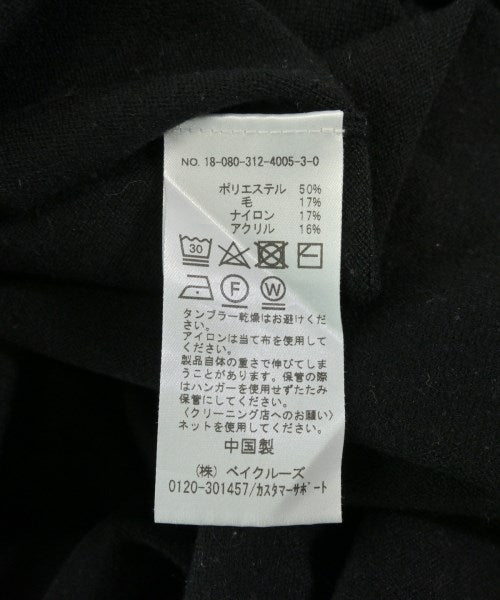 NO. 18-080-312-4005-3-0
ポリエステル 50%
毛 17%
ナイロン 17%
アクリル 16%
30
F W
タンブラー乾燥はお避けくだ
さい。
アイロンは当て布を使用して
ください。
製品自体の重さで伸びてしま
うことがあります。保管の際
はハンガーを使用せずたたみ
保管にしてください。
〈クリーニング店へのお願い〉
ネットを使用してください。
中国製
(株) ベイクルーズ
0120-301457/カスタマーサポート